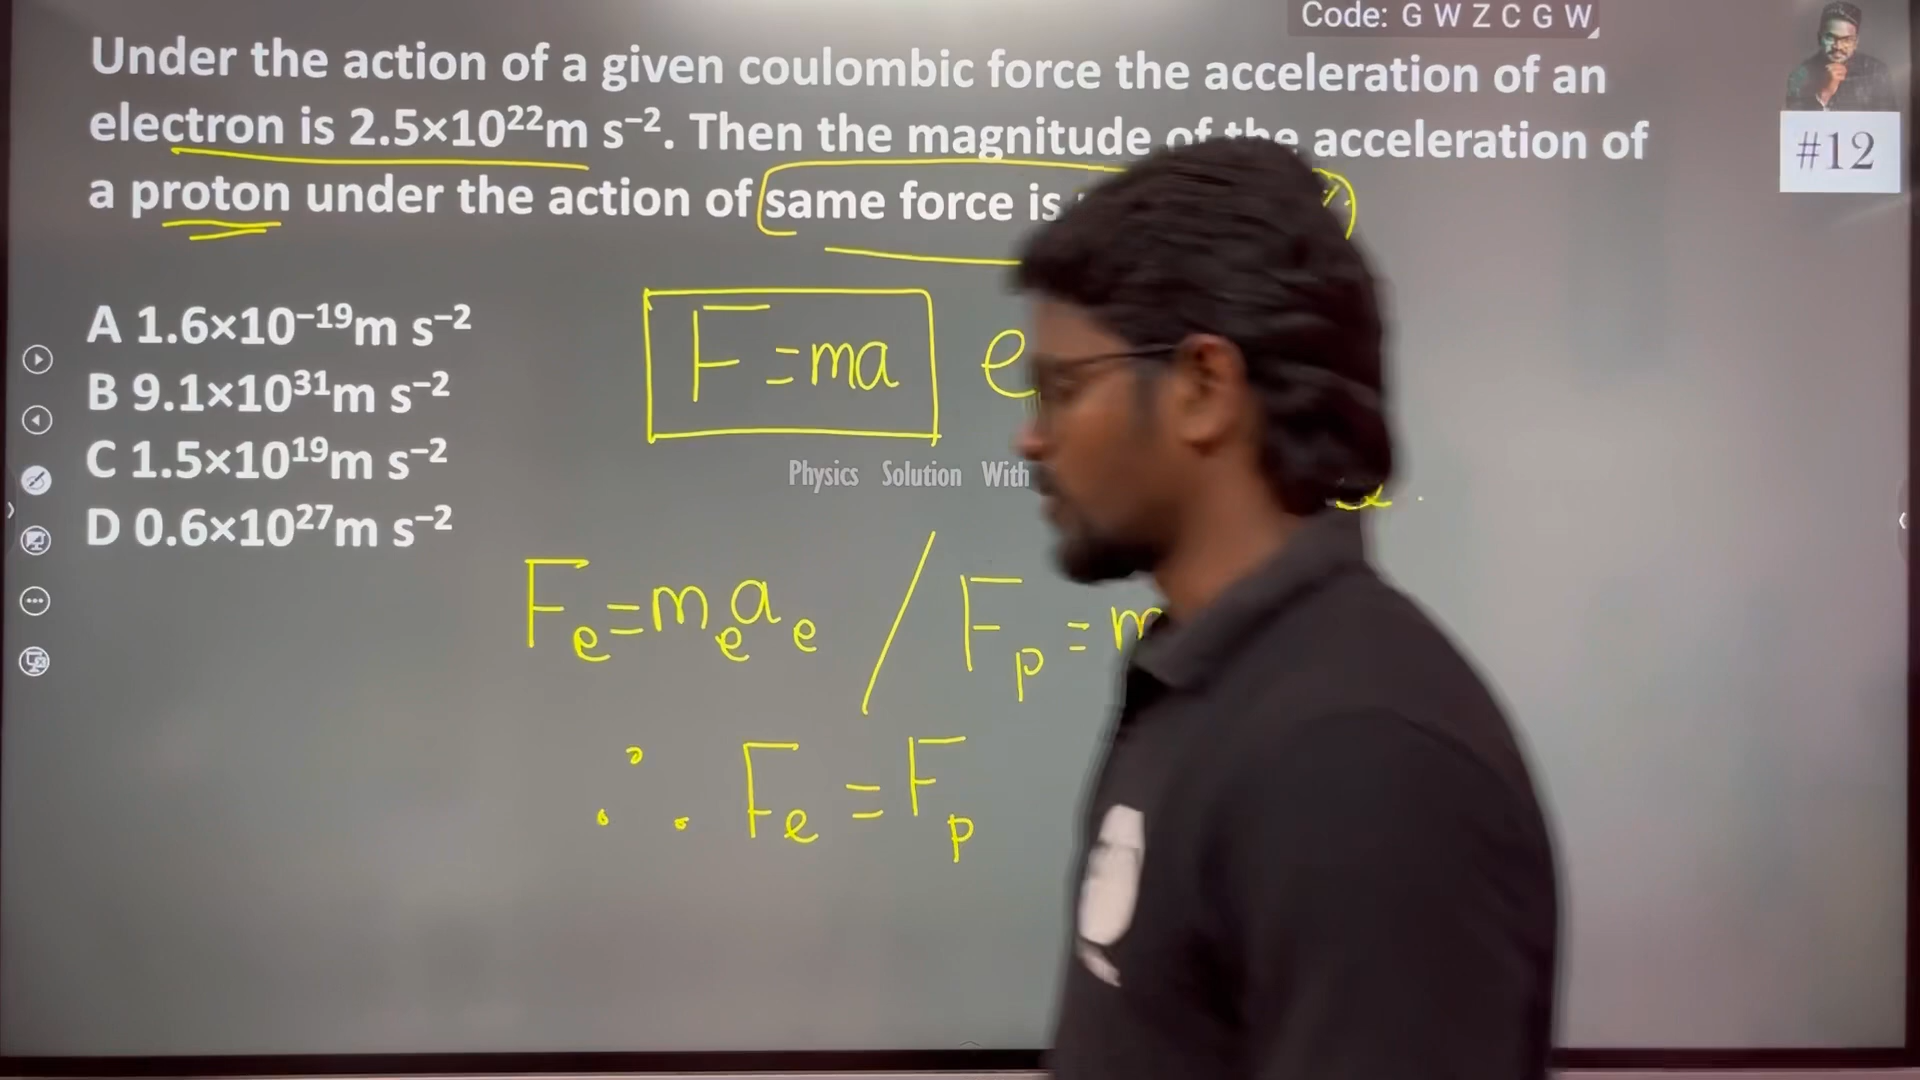 Code: G W Z C G W
Under the action of a given coulombic force the acceleration of an
electron is 2.5×10²²m s⁻². Then the magnitude of the acceleration of
a proton under the action of same force is
#12
A 1.6×10⁻¹⁹m s⁻²
B 9.1×10³¹m s⁻²
C 1.5×10¹⁹m s⁻²
D 0.6×10²⁷m s⁻²
F=ma e
Physics Solution With
Fₑ=mₑaₑ / Fₚ=m
∴ Fₑ=Fₚ